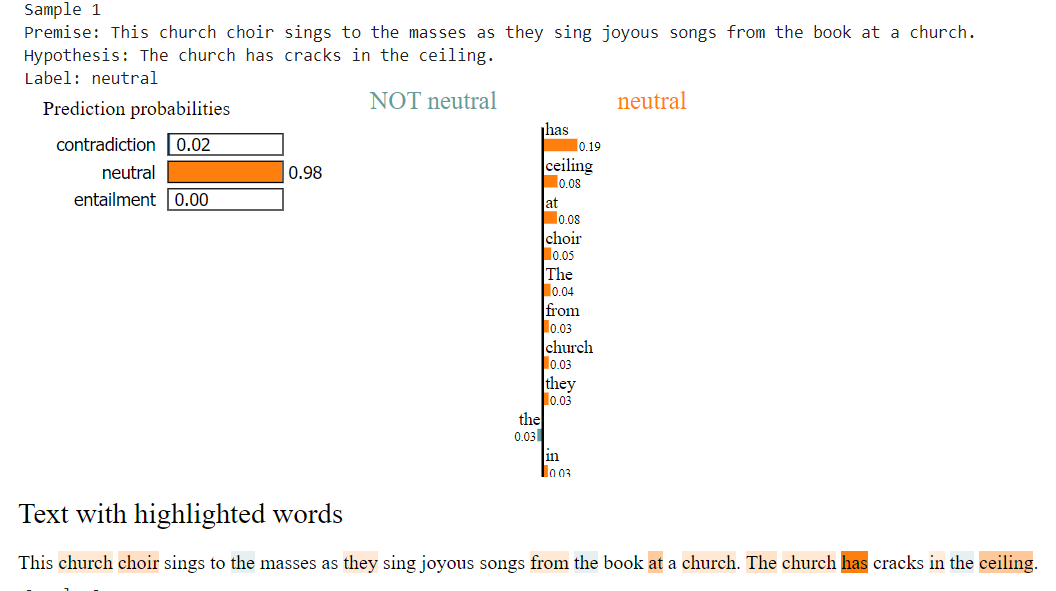 Sample 1
Premise: This church choir sings to the masses as they sing joyous songs from the book at a church.
Hypothesis: The church has cracks in the ceiling.
Label: neutral
Prediction probabilities
contradiction 0.02
neutral 0.98
entailment 0.00
NOT neutral neutral
has
0.19
ceiling
0.08
at
0.08
choir
0.05
The
0.04
from
0.03
church
0.03
they
0.03
the
0.03
in
0.03
Text with highlighted words
This church choir sings to the masses as they sing joyous songs from the book at a church. The church has cracks in the ceiling.